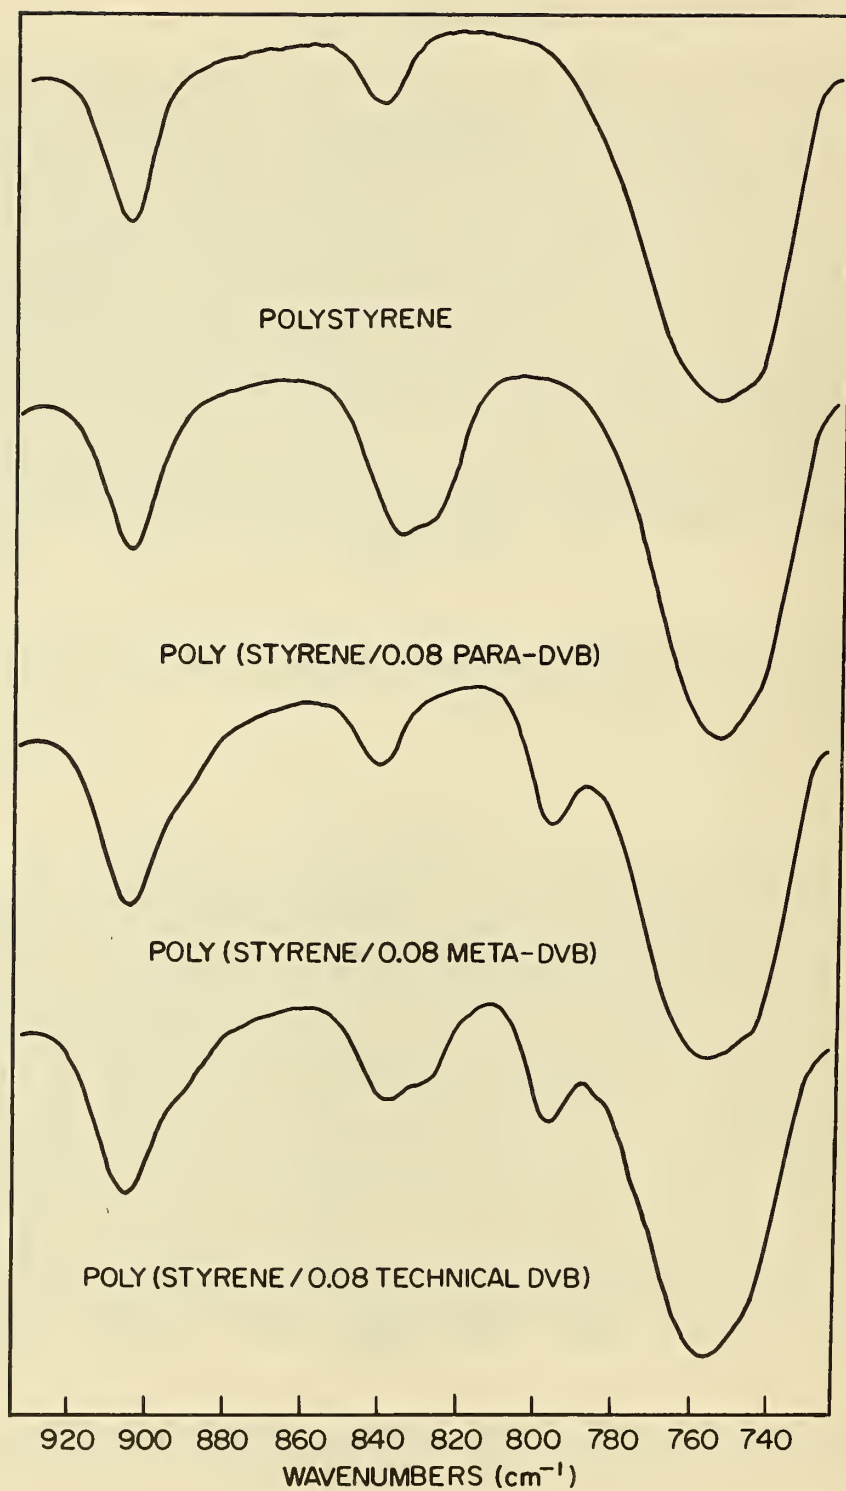 POLYSTYRENE
POLY (STYRENE/0.08 PARA-DVB)
POLY (STYRENE/0.08 META-DVB)
POLY (STYRENE/0.08 TECHNICAL DVB)
920 900 880 860 840 820 800 780 760 740
WAVENUMBERS (cm⁻¹)